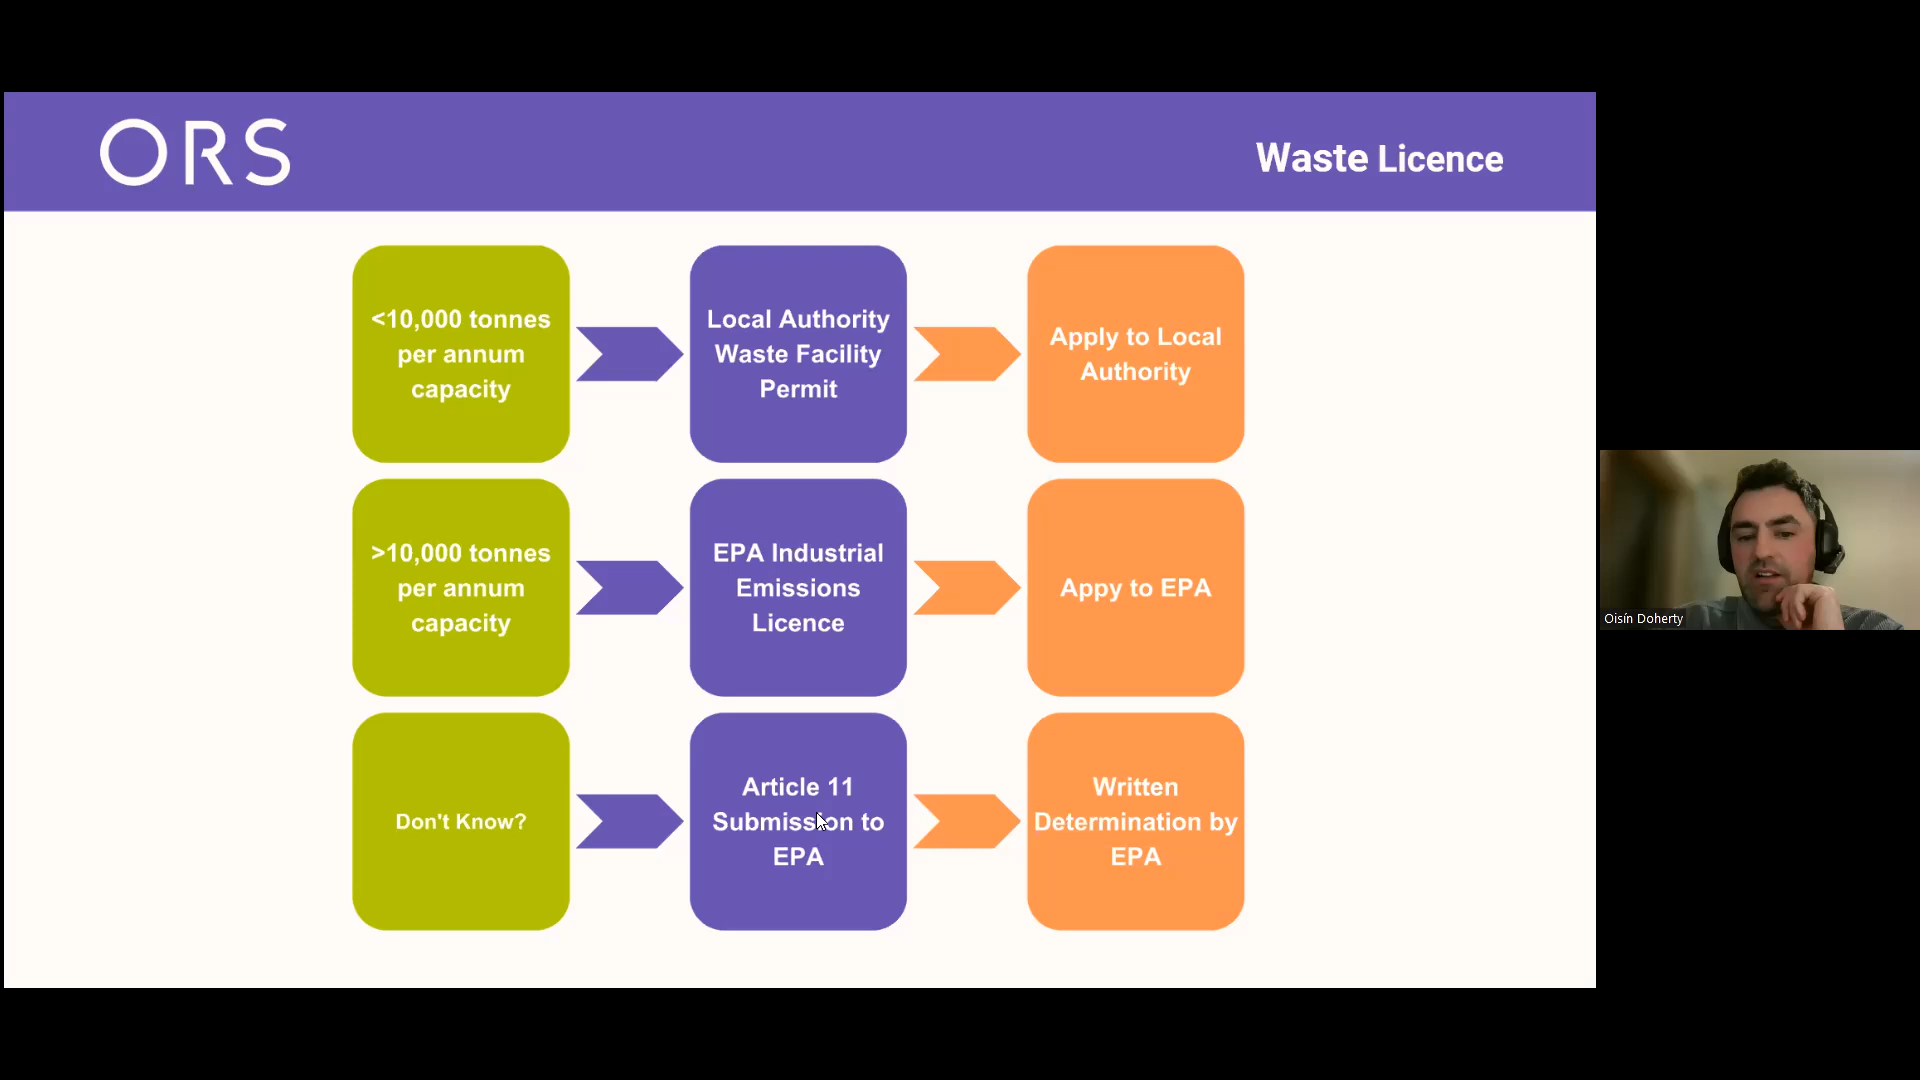 ORS
Waste Licence
<10,000 tonnes
per annum
capacity
Local Authority
Waste Facility
Permit
Apply to Local
Authority
>10,000 tonnes
per annum
capacity
EPA Industrial
Emissions
Licence
Appy to EPA
Don't Know?
Article 11
Submission to
EPA
Written
Determination by
EPA
Oisín Doherty